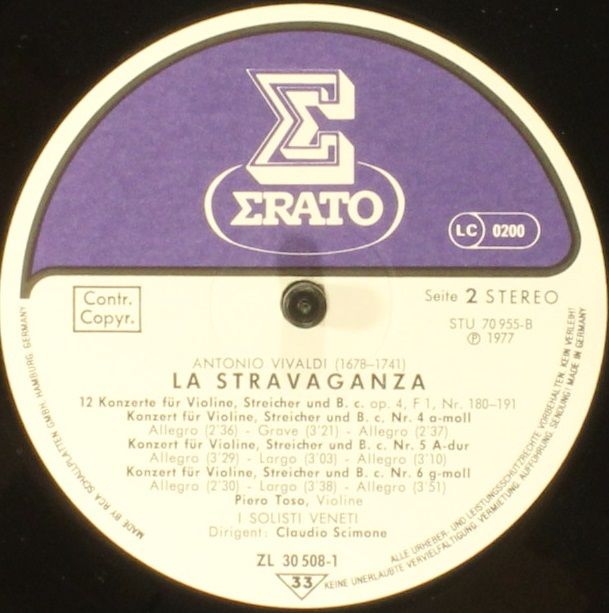 ΣRATO
LC 0200
Contr.
Copyr.
Seite 2 STEREO
STU 70 955-B
℗ 1977
ANTONIO VIVALDI (1678–1741)
LA STRAVAGANZA
12 Konzerte für Violine, Streicher und B. c. op. 4, F 1, Nr. 180–191
Konzert für Violine, Streicher und B. c. Nr. 4 a-moll
Allegro (2'36) - Grave (3'21) - Allegro (2'37)
Konzert für Violine, Streicher und B. c. Nr. 5 A-dur
Allegro (3'29) - Largo (3'03) - Allegro (3'10)
Konzert für Violine, Streicher und B. c. Nr. 6 g-moll
Allegro (2'30) - Largo (3'38) - Allegro (3'51)
Piero Toso, Violine
I SOLISTI VENETI
Dirigent: Claudio Scimone
ZL 30 508-1
33
MADE BY RCA SCHALLPLATTEN GMBH, HAMBURG, GERMANY
ALLE URHEBER- UND LEISTUNGSSCHUTZRECHTE VORBEHALTEN. KEIN VERLEIH!
KEINE UNERLAUBTE VERVIELFÄLTIGUNG, VERMIETUNG, AUFFÜHRUNG, SENDUNG! MADE IN GERMANY